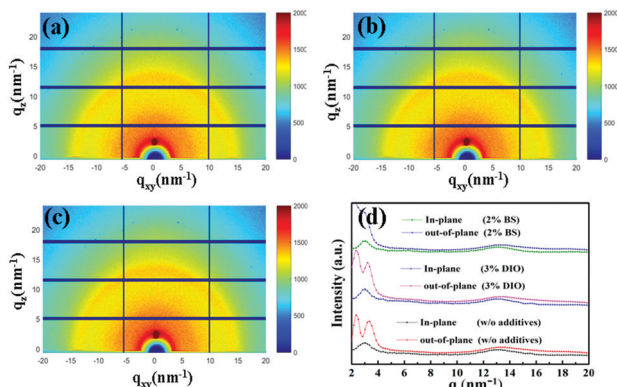 (a)
q_z(nm⁻¹)
20
15
10
5
0
-20 -15 -10 -5 0 5 10 15 20
q_xy(nm⁻¹)
2000
1500
1000
500
0
(b)
q_z(nm⁻¹)
20
15
10
5
0
-20 -15 -10 -5 0 5 10 15 20
q_xy(nm⁻¹)
2000
1500
1000
500
0
(c)
q_z(nm⁻¹)
20
15
10
5
0
-20 -15 -10 -5 0 5 10 15 20
q_xy(nm⁻¹)
2000
1500
1000
500
0
(d)
Intensity (a.u.)
In-plane (2% BS)
out-of-plane (2% BS)
In-plane (3% DIO)
out-of-plane (3% DIO)
In-plane (w/o additives)
out-of-plane (w/o additives)
2 4 6 8 10 12 14 16 18 20